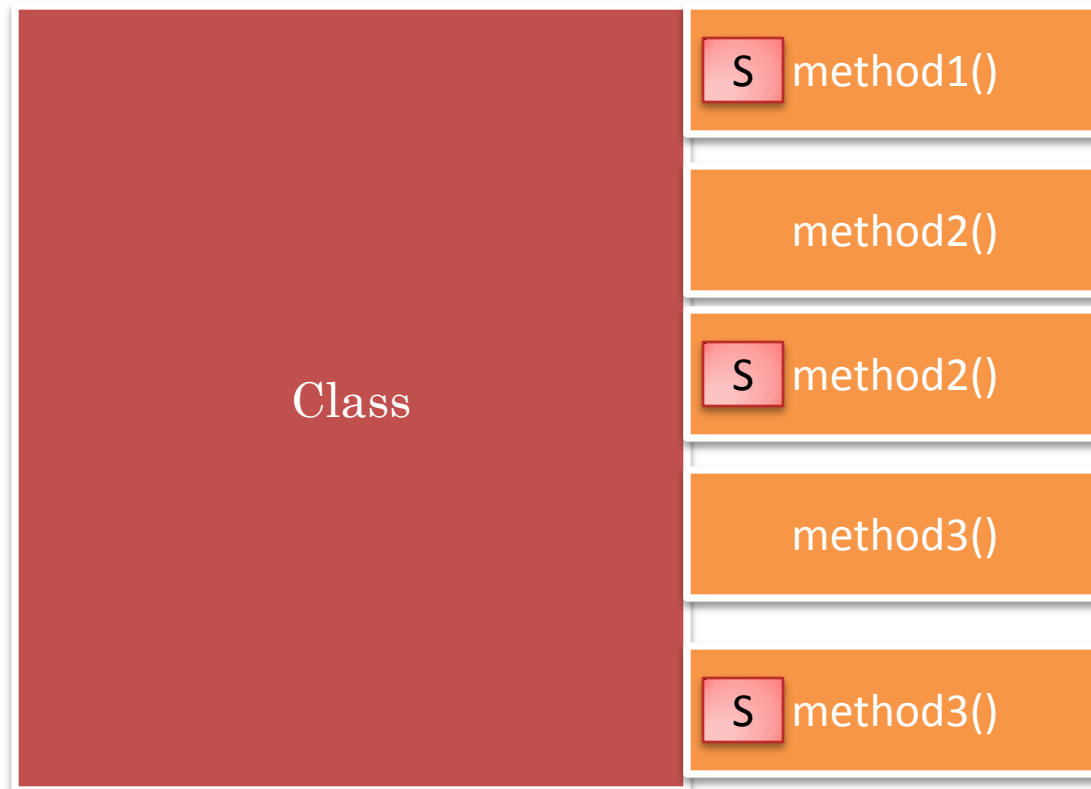 S method1()
method2()
S method2()
Class
method3()
S method3()